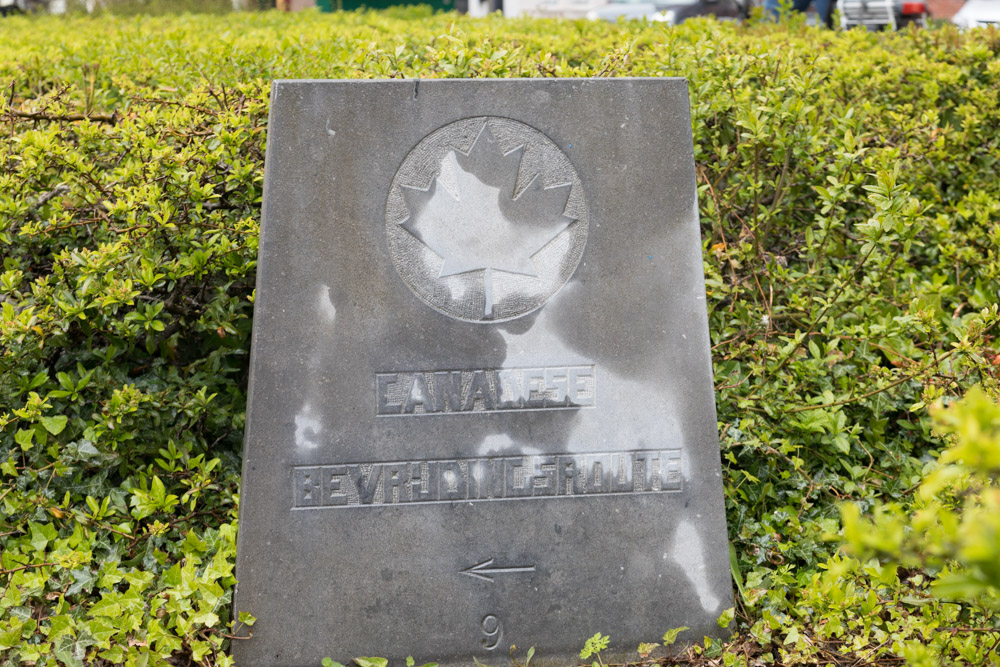 CANADESE
BEVRIJDINGSROUTE
←
9